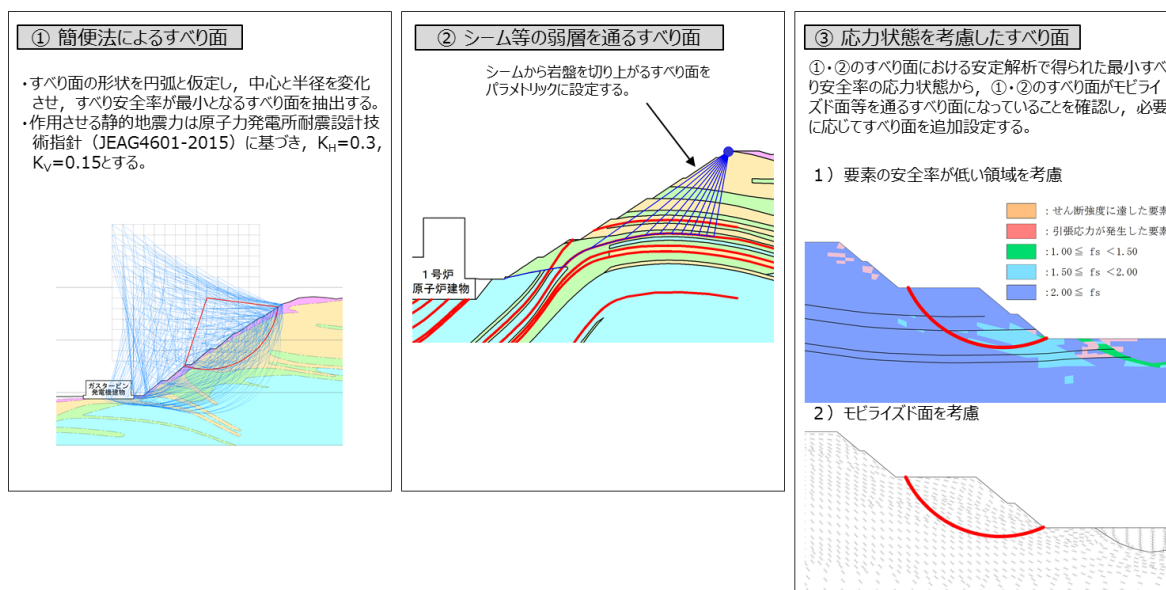 ① 簡便法によるすべり面
・すべり面の形状を円弧と仮定し，中心と半径を変化
させ，すべり安全率が最小となるすべり面を抽出する。
・作用させる静的地震力は原子力発電所耐震設計技
術指針（JEAG4601-2015）に基づき，KH=0.3，
KV=0.15とする。
ガスタービン
発電機建物
② シーム等の弱層を通るすべり面
シームから岩盤を切り上がるすべり面を
パラメトリックに設定する。
1号炉
原子炉建物
③ 応力状態を考慮したすべり面
①・②のすべり面における安定解析で得られた最小すべ
り安全率の応力状態から，①・②のすべり面がモビライ
ズド面等を通るすべり面になっていることを確認し，必要
に応じてすべり面を追加設定する。
1）要素の安全率が低い領域を考慮
：せん断強度に達した要素
：引張応力が発生した要素
：1.00≦ fs ＜1.50
：1.50≦ fs ＜2.00
：2.00≦ fs
2）モビライズド面を考慮